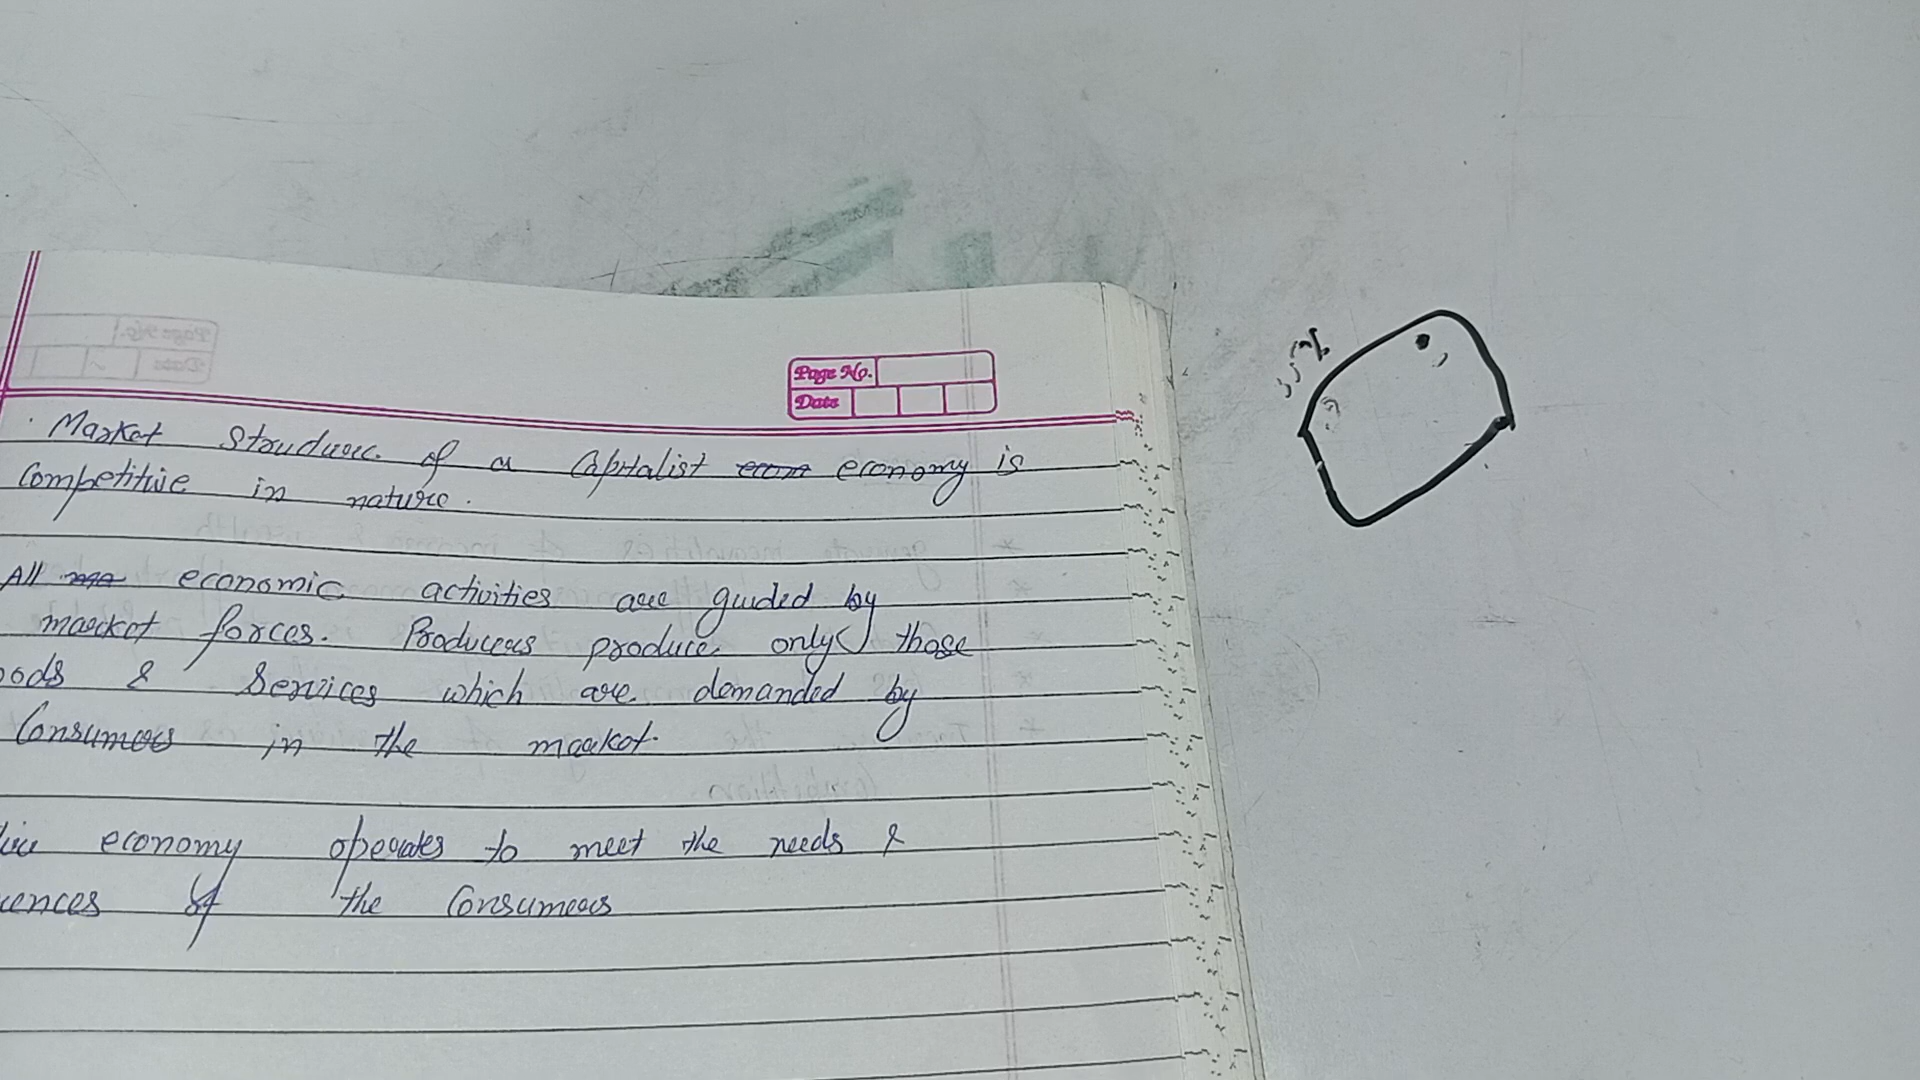 Page No.
Date
Market structure of a Capitalist economy is
Competitive in nature.
All economic activities are guided by
market forces. Producers produce only those
oods & Services which are demanded by
Consumers in the market.
economy operates to meet the needs &
rences of the Consumers